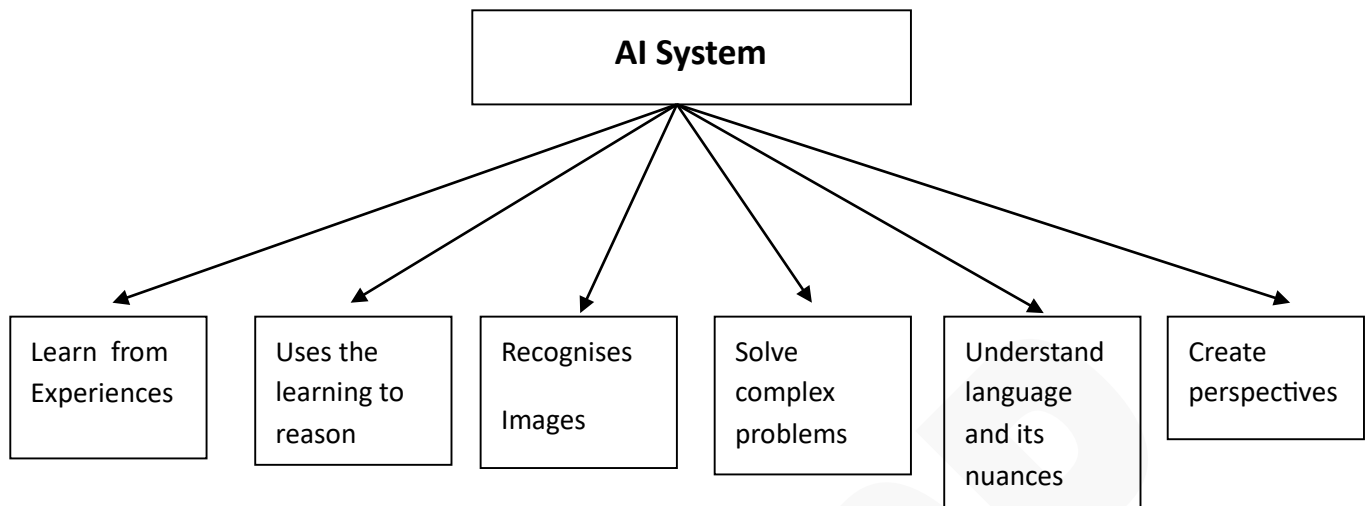 AI System
Learn from
Experiences
Uses the
learning to
reason
Recognises
Images
Solve
complex
problems
Understand
language
and its
nuances
Create
perspectives